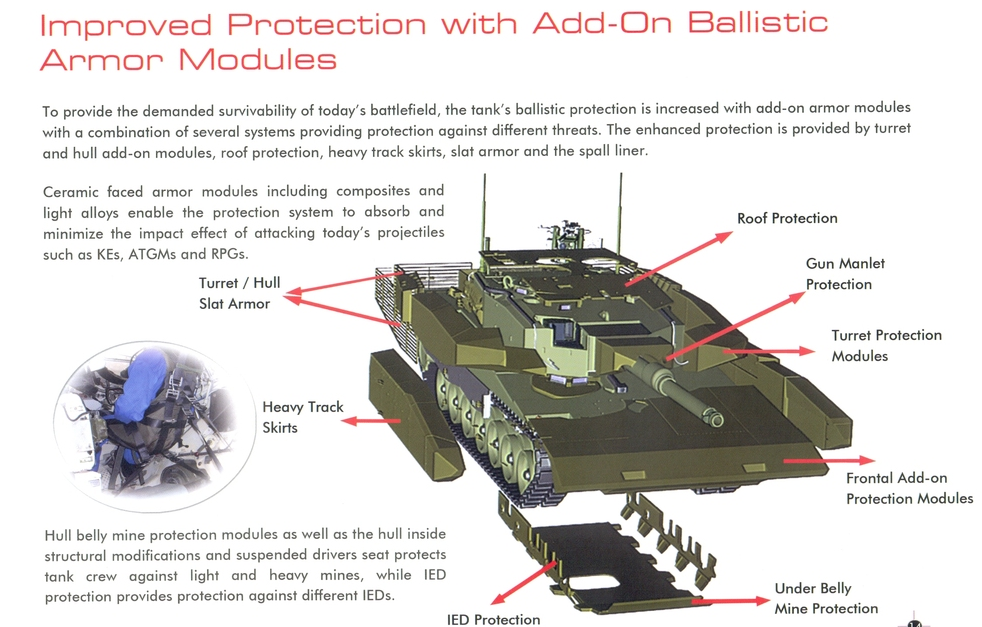 Improved Protection with Add-On Ballistic
Armor Modules
To provide the demanded survivability of today's battlefield, the tank's ballistic protection is increased with add-on armor modules
with a combination of several systems providing protection against different threats. The enhanced protection is provided by turret
and hull add-on modules, roof protection, heavy track skirts, slat armor and the spall liner.
Ceramic faced armor modules including composites and
light alloys enable the protection system to absorb and
minimize the impact effect of attacking today's projectiles
such as KEs, ATGMs and RPGs.
Roof Protection
Gun Manlet
Protection
Turret / Hull
Slat Armor
Turret Protection
Modules
Heavy Track
Skirts
Frontal Add-on
Protection Modules
Hull belly mine protection modules as well as the hull inside
structural modifications and suspended drivers seat protects
tank crew against light and heavy mines, while IED
protection provides protection against different IEDs.
Under Belly
Mine Protection
IED Protection